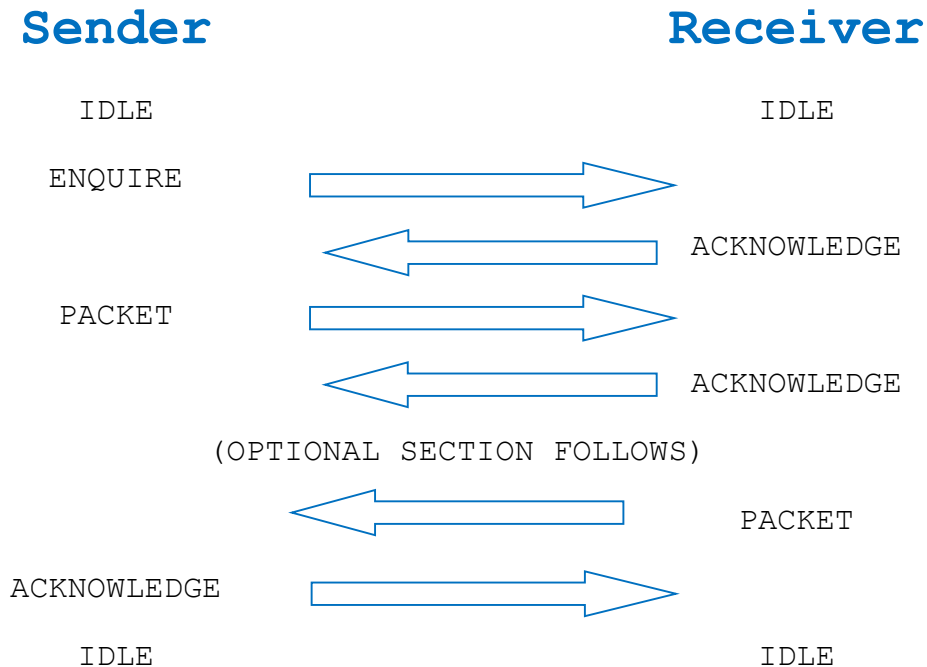 Sender Receiver
IDLE IDLE
ENQUIRE
ACKNOWLEDGE
PACKET
ACKNOWLEDGE
(OPTIONAL SECTION FOLLOWS)
PACKET
ACKNOWLEDGE
IDLE IDLE